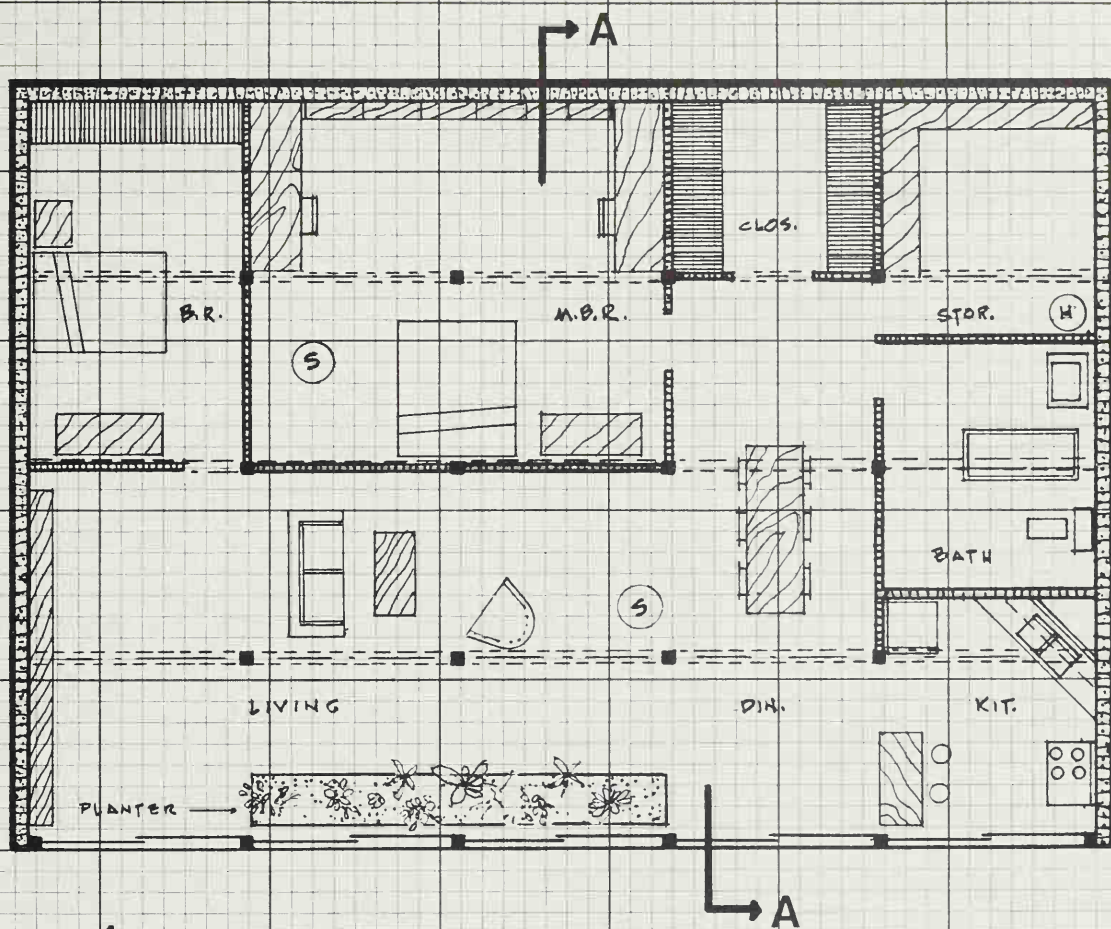 A
CLOS.
B.R.
M.B.R.
STOR.
H
S
S
BATH
LIVING
DIN.
KIT.
PLANTER
A